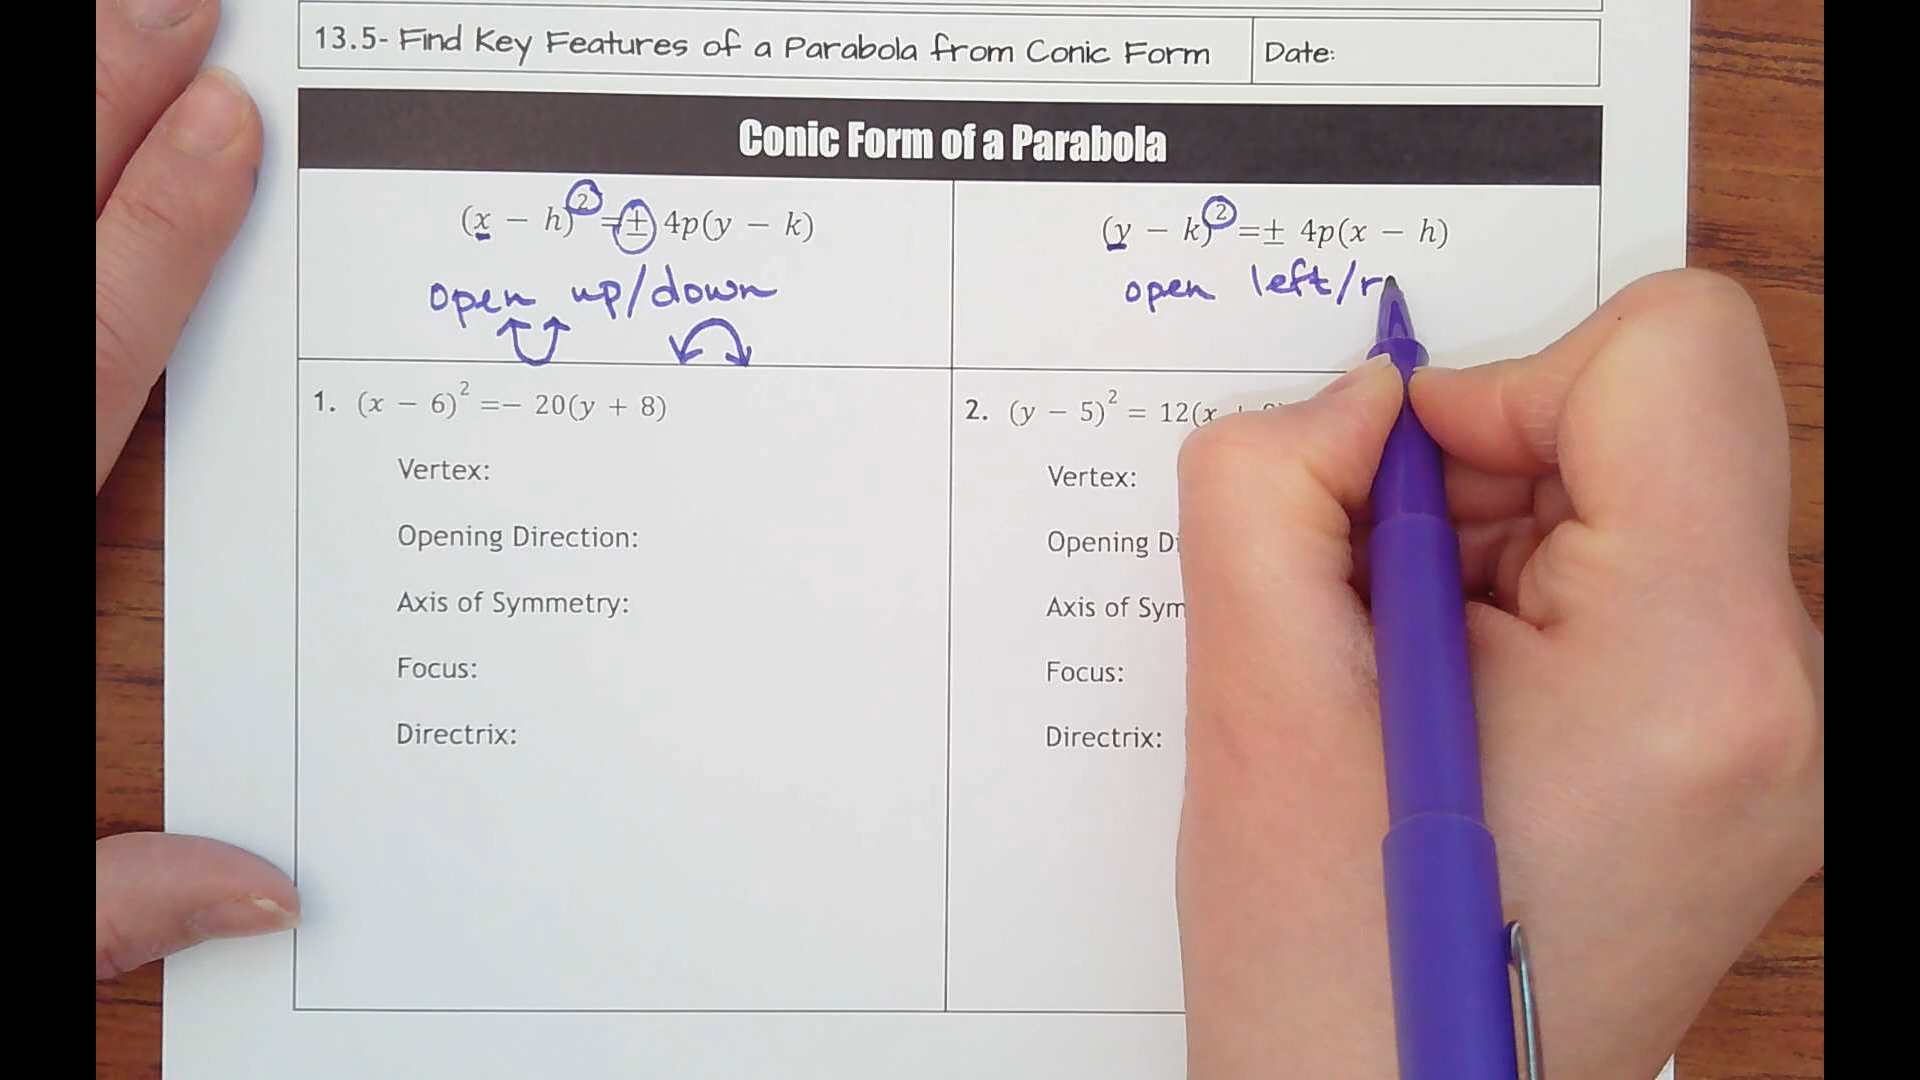 13.5- Find Key Features of a Parabola from Conic Form
Date:
Conic Form of a Parabola
(x − h)² =± 4p(y − k)
open up/down
(y − k)² =± 4p(x − h)
open left/r
1. (x − 6)² =− 20(y + 8)
Vertex:
Opening Direction:
Axis of Symmetry:
Focus:
Directrix:
2. (y − 5)² = 12(x
Vertex:
Opening
Axis of
Focus:
Directrix: